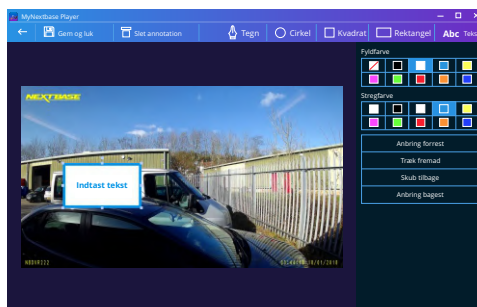 MyNextbase Player
Gem og luk
Slet annotation
Tegn
Cirkel
Kvadrat
Rektangel
Abc Teks
Fyldfarve
NEXTBASE
Stregfarve
Anbring forrest
Træk fremad
Indtast tekst
Skub tilbage
Anbring bagest